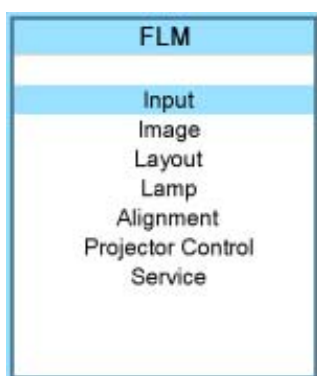 FLM
Input
Image
Layout
Lamp
Alignment
Projector Control
Service